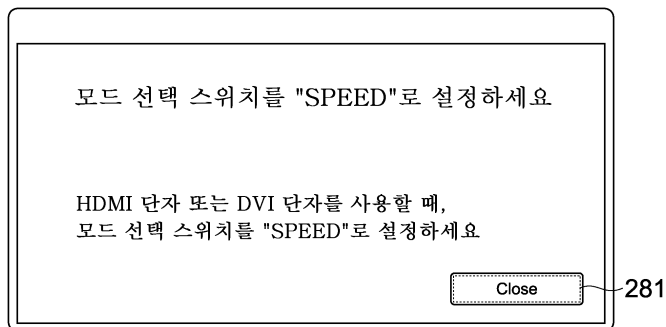 모드 선택 스위치를 "SPEED"로 설정하세요
HDMI 단자 또는 DVI 단자를 사용할 때,
모드 선택 스위치를 "SPEED"로 설정하세요
Close
281